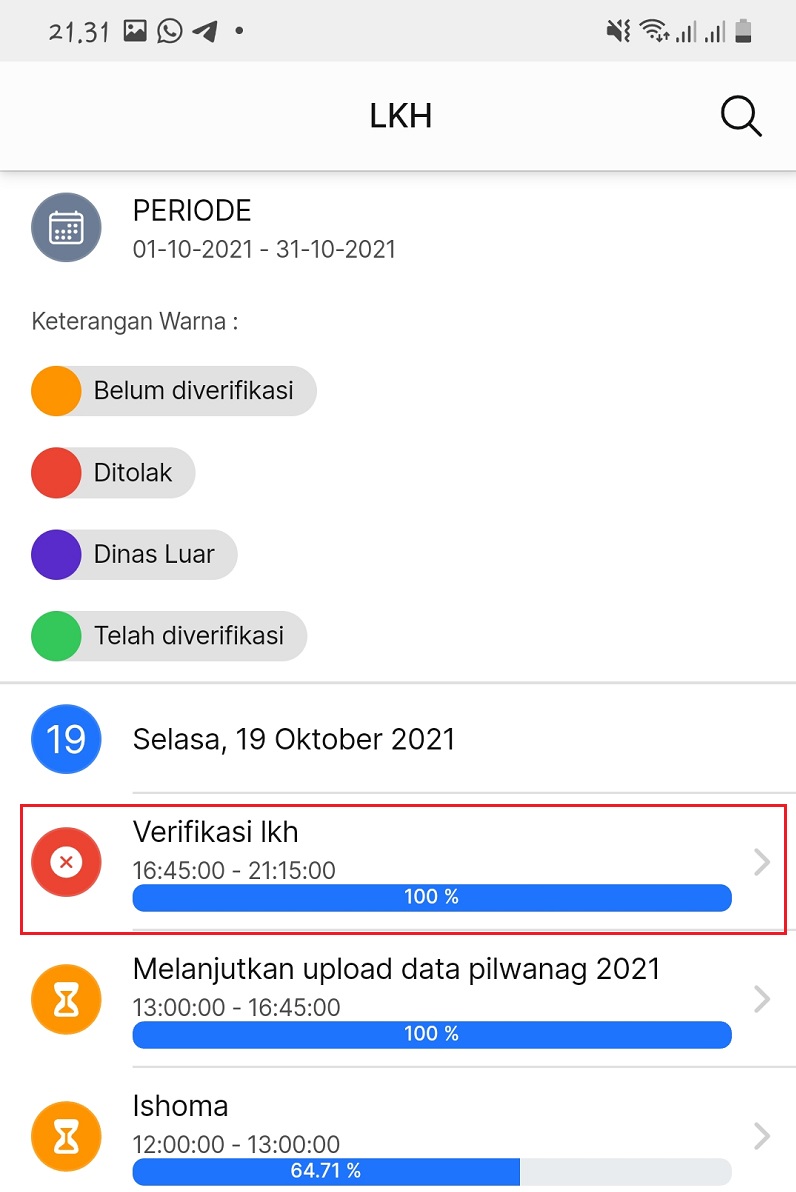 21.31
LKH
PERIODE
01-10-2021 - 31-10-2021
Keterangan Warna :
Belum diverifikasi
Ditolak
Dinas Luar
Telah diverifikasi
19
Selasa, 19 Oktober 2021
Verifikasi lkh
16:45:00 - 21:15:00
100 %
Melanjutkan upload data pilwanag 2021
13:00:00 - 16:45:00
100 %
Ishoma
12:00:00 - 13:00:00
64.71 %